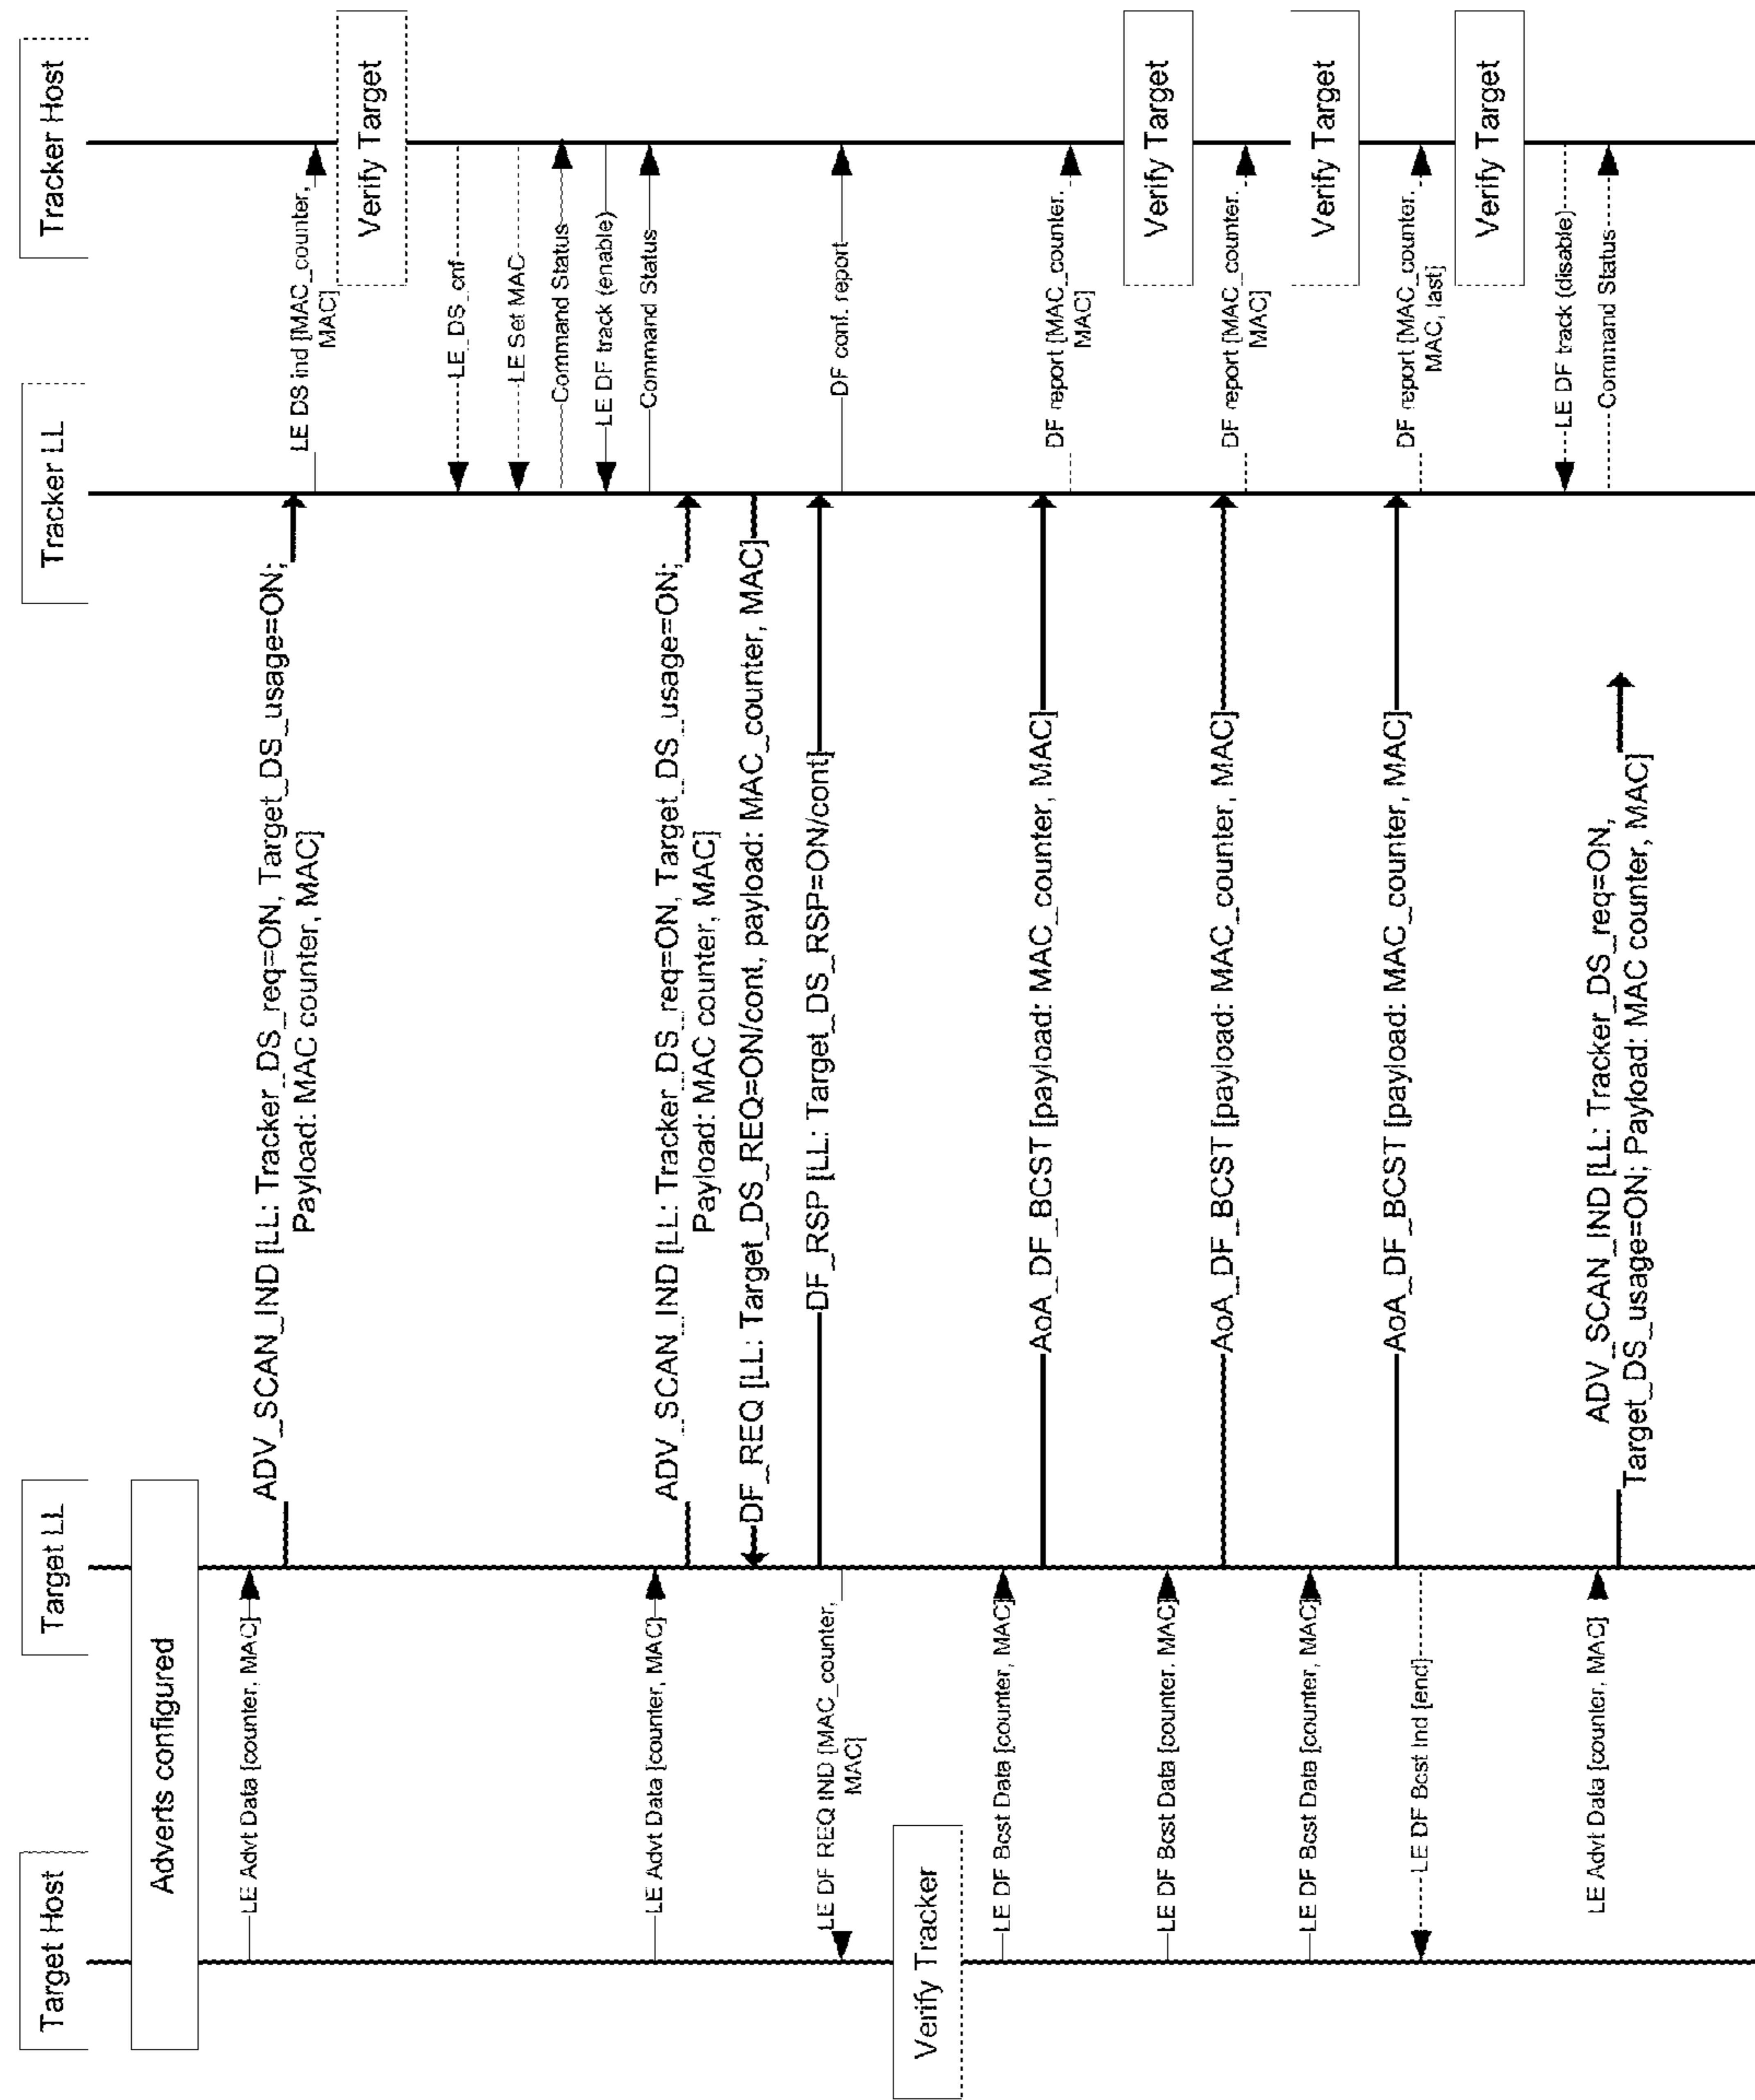 Target Host
Target LL
Tracker LL
Tracker Host
Adverts configured
LE Advt Data [counter, MAC]
ADV_SCAN_IND [LL: Tracker_DS_req=ON, Target_DS_usage=ON;
Payload: MAC counter, MAC]
LE DS ind [MAC_counter,
MAC]
Verify Target
LE_DS_cnf
LE Set MAC
Command Status
LE DF track (enable)
Command Status
LE Advt Data [counter, MAC]
ADV_SCAN_IND [LL: Tracker_DS_req=ON, Target_DS_usage=ON;
Payload: MAC counter, MAC]
DF_REQ [LL: Target_DS_REQ=ON/cont, payload: MAC_counter, MAC]
DF_RSP [LL: Target_DS_RSP=ON/cont]
LE DF REQ IND [MAC_counter,
MAC[
DF conf. report
Verify Tracker
LE DF Bcst Data [counter, MAC]
AoA_DF_BCST [payload: MAC_counter, MAC]
DF report [MAC_counter.
MAC]
Verify Target
LE DF Bcst Data [counter. MAC]
AoA_DF_BCST [payload: MAC_counter, MAC]
DF report [MAC_counter.
MAC]
Verify Target
LE DF Bcst Data [counter, MAC]
AoA_DF_BCST [payload: MAC_counter, MAC]
LE DF Bcst Ind [end]
DF report [MAC_counter.
MAC, last]
Verify Target
LE DF track (disable)
Command Status
LE Advt Data [counter, MAC]
ADV_SCAN_IND [LL: Tracker_DS_req=ON,
Target_DS_usage=ON; Payload: MAC counter, MAC]